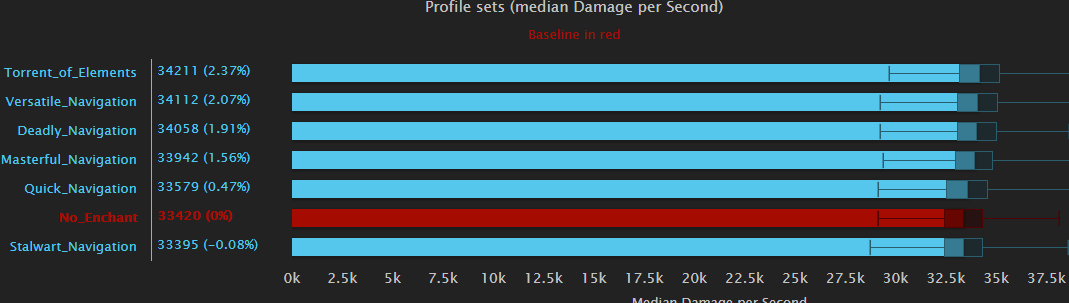 Profile sets (median Damage per Second)
Baseline in red
Torrent_of_Elements 34211 (2.37%)
Versatile_Navigation 34112 (2.07%)
Deadly_Navigation 34058 (1.91%)
Masterful_Navigation 33942 (1.56%)
Quick_Navigation 33579 (0.47%)
No_Enchant 33420 (0%)
Stalwart_Navigation 33395 (−0.08%)
0k 2.5k 5k 7.5k 10k 12.5k 15k 17.5k 20k 22.5k 25k 27.5k 30k 32.5k 35k 37.5k
Median Damage per Second